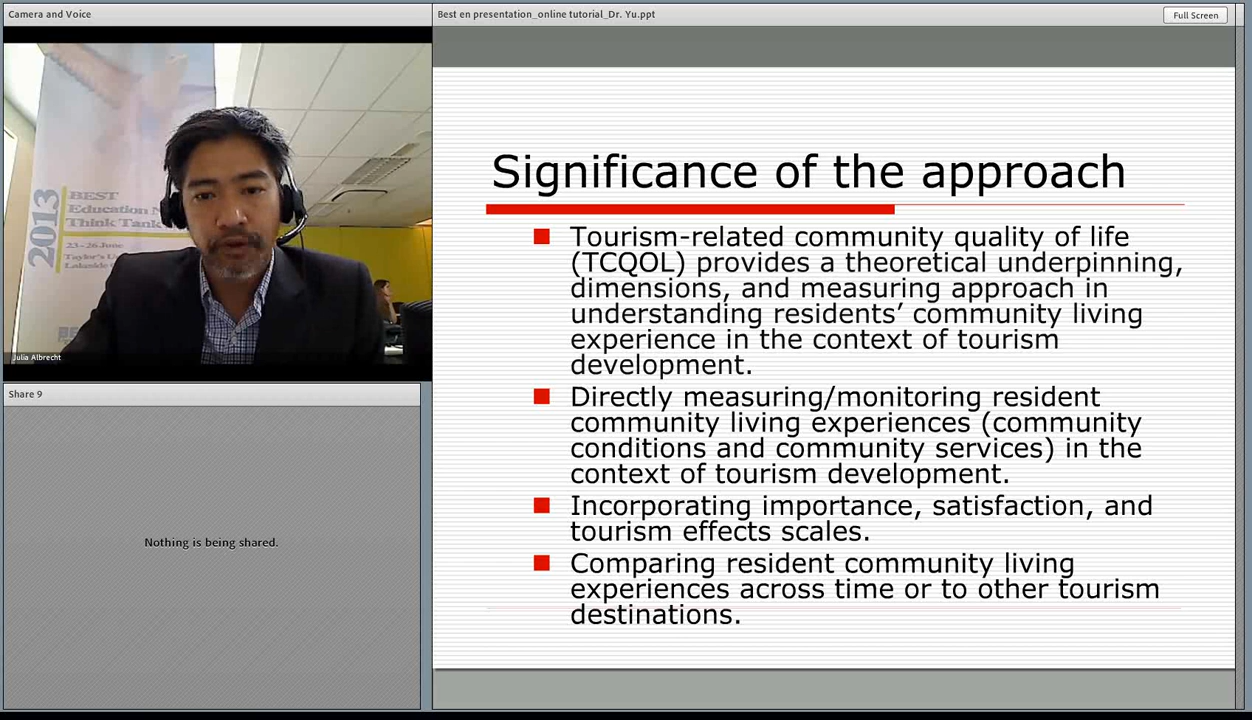 Camera and Voice
Best en presentation_online tutorial_Dr. Yu.ppt
Full Screen
2013
BEST
Education N
Think Tank
23-26 June
Taylor's U
Lakeside
BE
Julia Albrecht
Share 9
Nothing is being shared.
Significance of the approach
Tourism-related community quality of life
(TCQOL) provides a theoretical underpinning,
dimensions, and measuring approach in
understanding residents’ community living
experience in the context of tourism
development.
Directly measuring/monitoring resident
community living experiences (community
conditions and community services) in the
context of tourism development.
Incorporating importance, satisfaction, and
tourism effects scales.
Comparing resident community living
experiences across time or to other tourism
destinations.